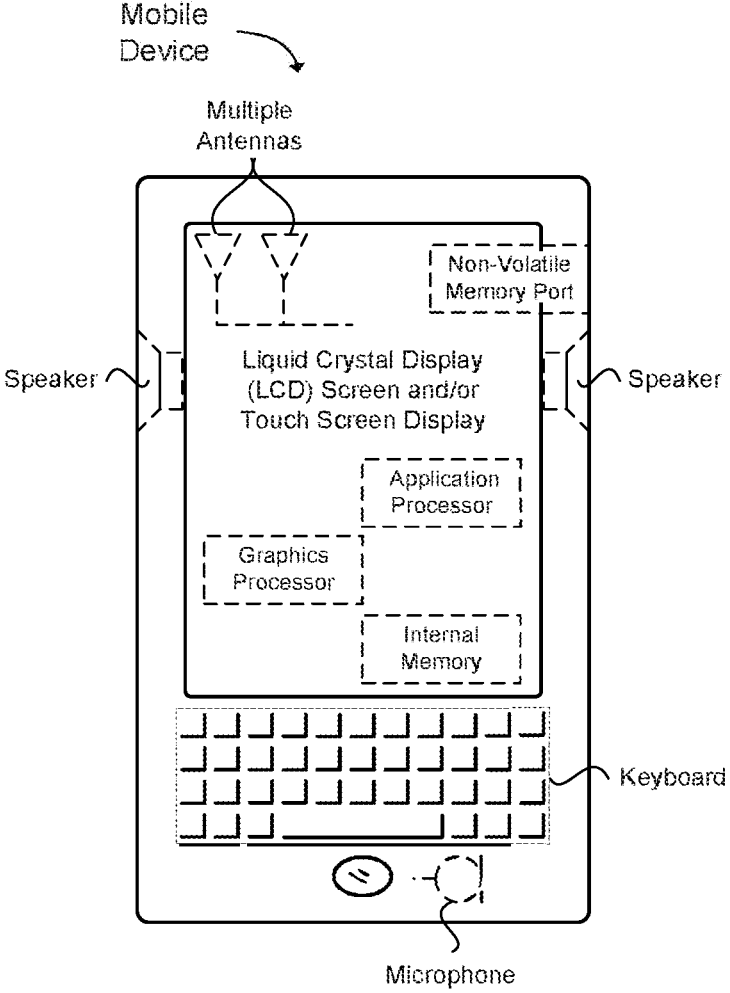 Mobile
Device
Multiple
Antennas
Non-Volatile
Memory Port
Speaker
Liquid Crystal Display
(LCD) Screen and/or
Touch Screen Display
Speaker
Application
Processor
Graphics
Processor
Internal
Memory
Keyboard
Microphone